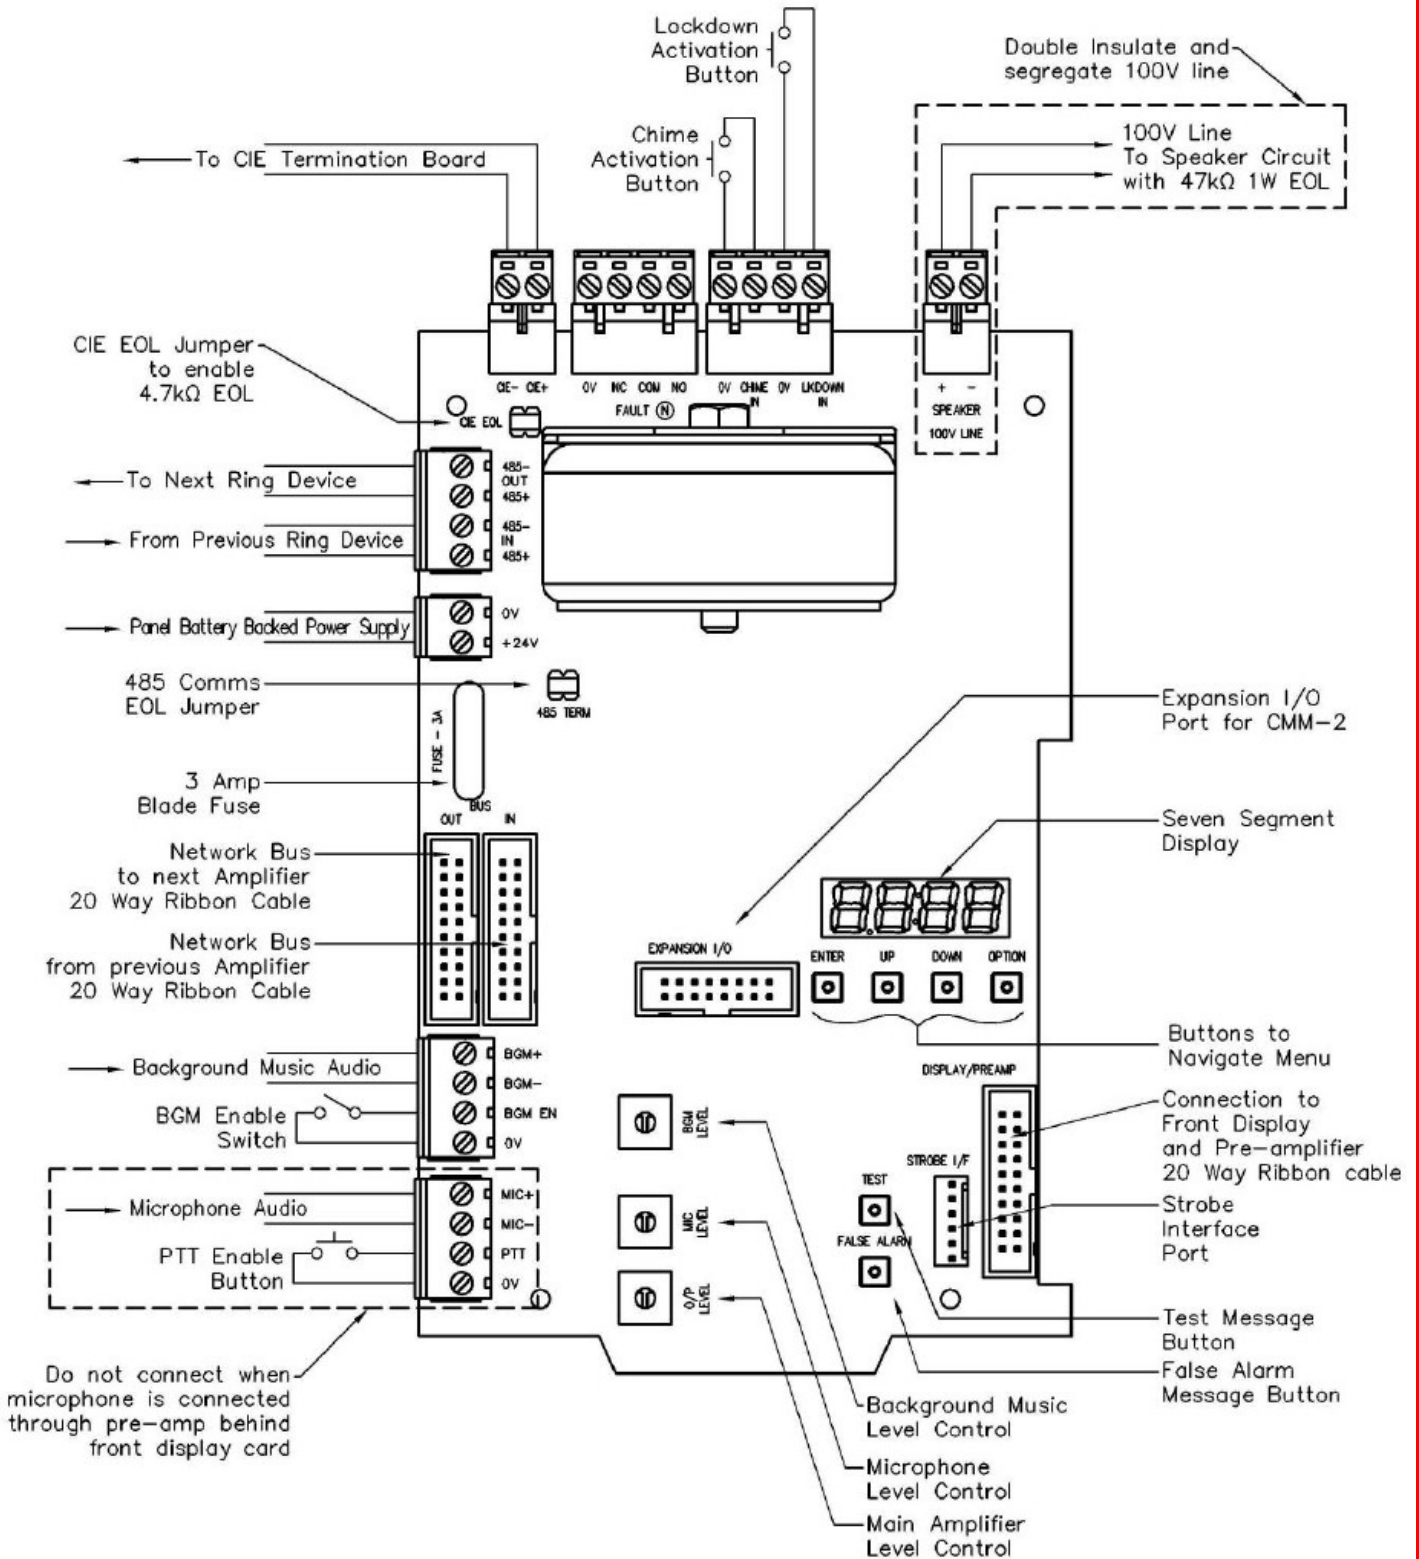 Lockdown
Activation
Button
Double Insulate and
segregate 100V line
Chime
Activation
Button
To CIE Termination Board
100V Line
To Speaker Circuit
with 47kΩ 1W EOL
CIE EOL Jumper
to enable
4.7kΩ EOL
CIE- CIE+
0V NC COM NO
FAULT N
0V CHIME 0V LKDOWN
IN IN
+ -
SPEAKER
100V LINE
CIE EOL
To Next Ring Device
485-
OUT
485+
From Previous Ring Device
485-
IN
485+
Panel Battery Backed Power Supply
0V
+24V
485 Comms
EOL Jumper
485 TERM
FUSE - 3A
3 Amp
Blade Fuse
BUS
OUT IN
Expansion I/O
Port for CMM-2
Seven Segment
Display
Network Bus
to next Amplifier
20 Way Ribbon Cable
Network Bus
from previous Amplifier
20 Way Ribbon Cable
8.8:8.8
EXPANSION I/O
ENTER UP DOWN OPTION
Buttons to
Navigate Menu
Background Music Audio
BGM+
BGM-
BGM EN
0V
BGM Enable
Switch
DISPLAY/PREAMP
Connection to
Front Display
and Pre-amplifier
20 Way Ribbon cable
BGM
LEVEL
STROBE I/F
TEST
Strobe
Interface
Port
Microphone Audio
MIC+
MIC-
PTT
0V
PTT Enable
Button
MIC
LEVEL
FALSE ALARM
O/P
LEVEL
Test Message
Button
False Alarm
Message Button
Do not connect when
microphone is connected
through pre-amp behind
front display card
Background Music
Level Control
Microphone
Level Control
Main Amplifier
Level Control